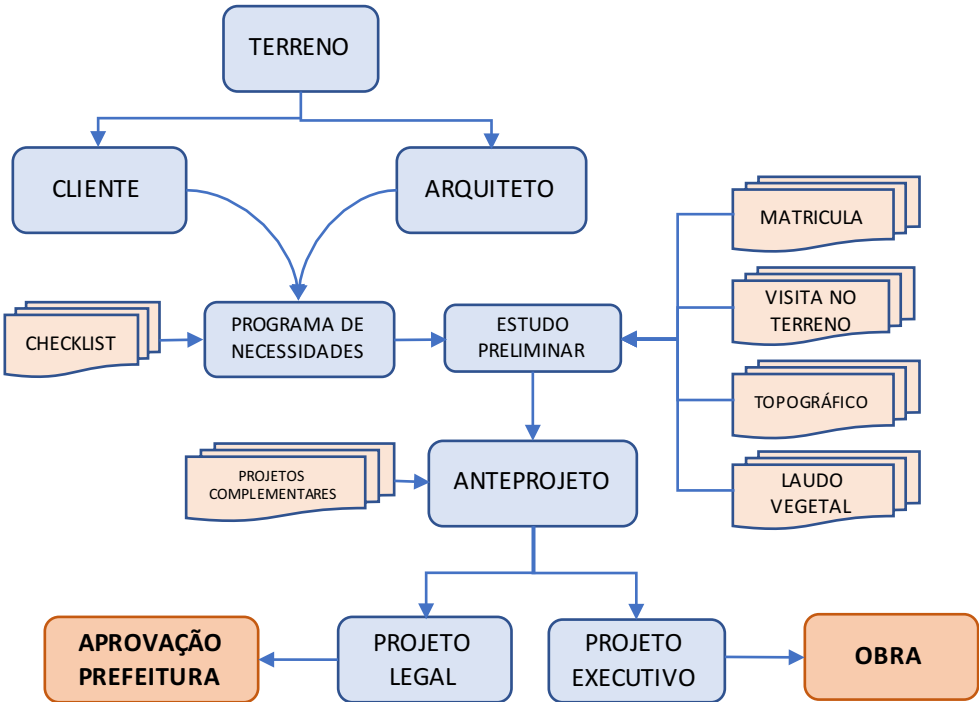 TERRENO
CLIENTE
ARQUITETO
MATRICULA
CHECKLIST
PROGRAMA DE
NECESSIDADES
ESTUDO
PRELIMINAR
VISITA NO
TERRENO
TOPOGRÁFICO
PROJETOS
COMPLEMENTARES
ANTEPROJETO
LAUDO
VEGETAL
APROVAÇÃO
PREFEITURA
PROJETO
LEGAL
PROJETO
EXECUTIVO
OBRA